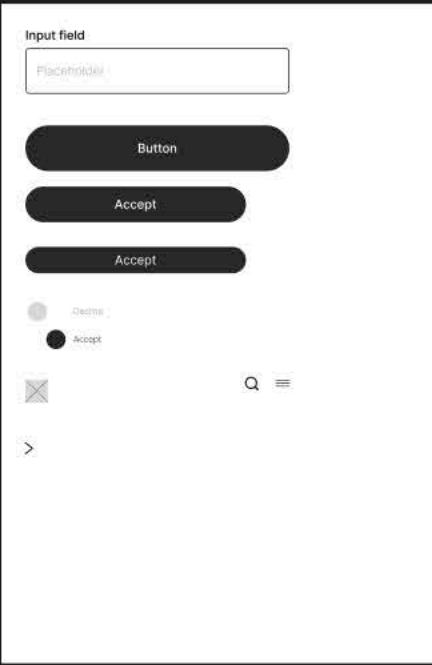 Input field
Placeholder
Button
Accept
Accept
Decline
Accept